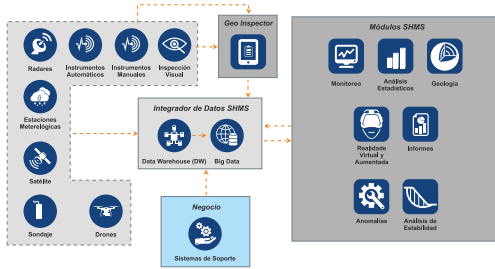 Geo Inspector
Módulos SHMS
Radares
Instrumentos
Automáticos
Instrumentos
Manuales
Inspección
Visual
Monitoreo
Análisis
Estadísticos
Geología
Estaciones
Meterelógicas
Integrador de Datos SHMS
Data Warehouse (DW)
Big Data
Realidade
Virtual y
Aumentada
Informes
Satélite
Negocio
Sistemas de Soporte
Sondaje
Drones
Anomalías
Análisis de
Estabilidad